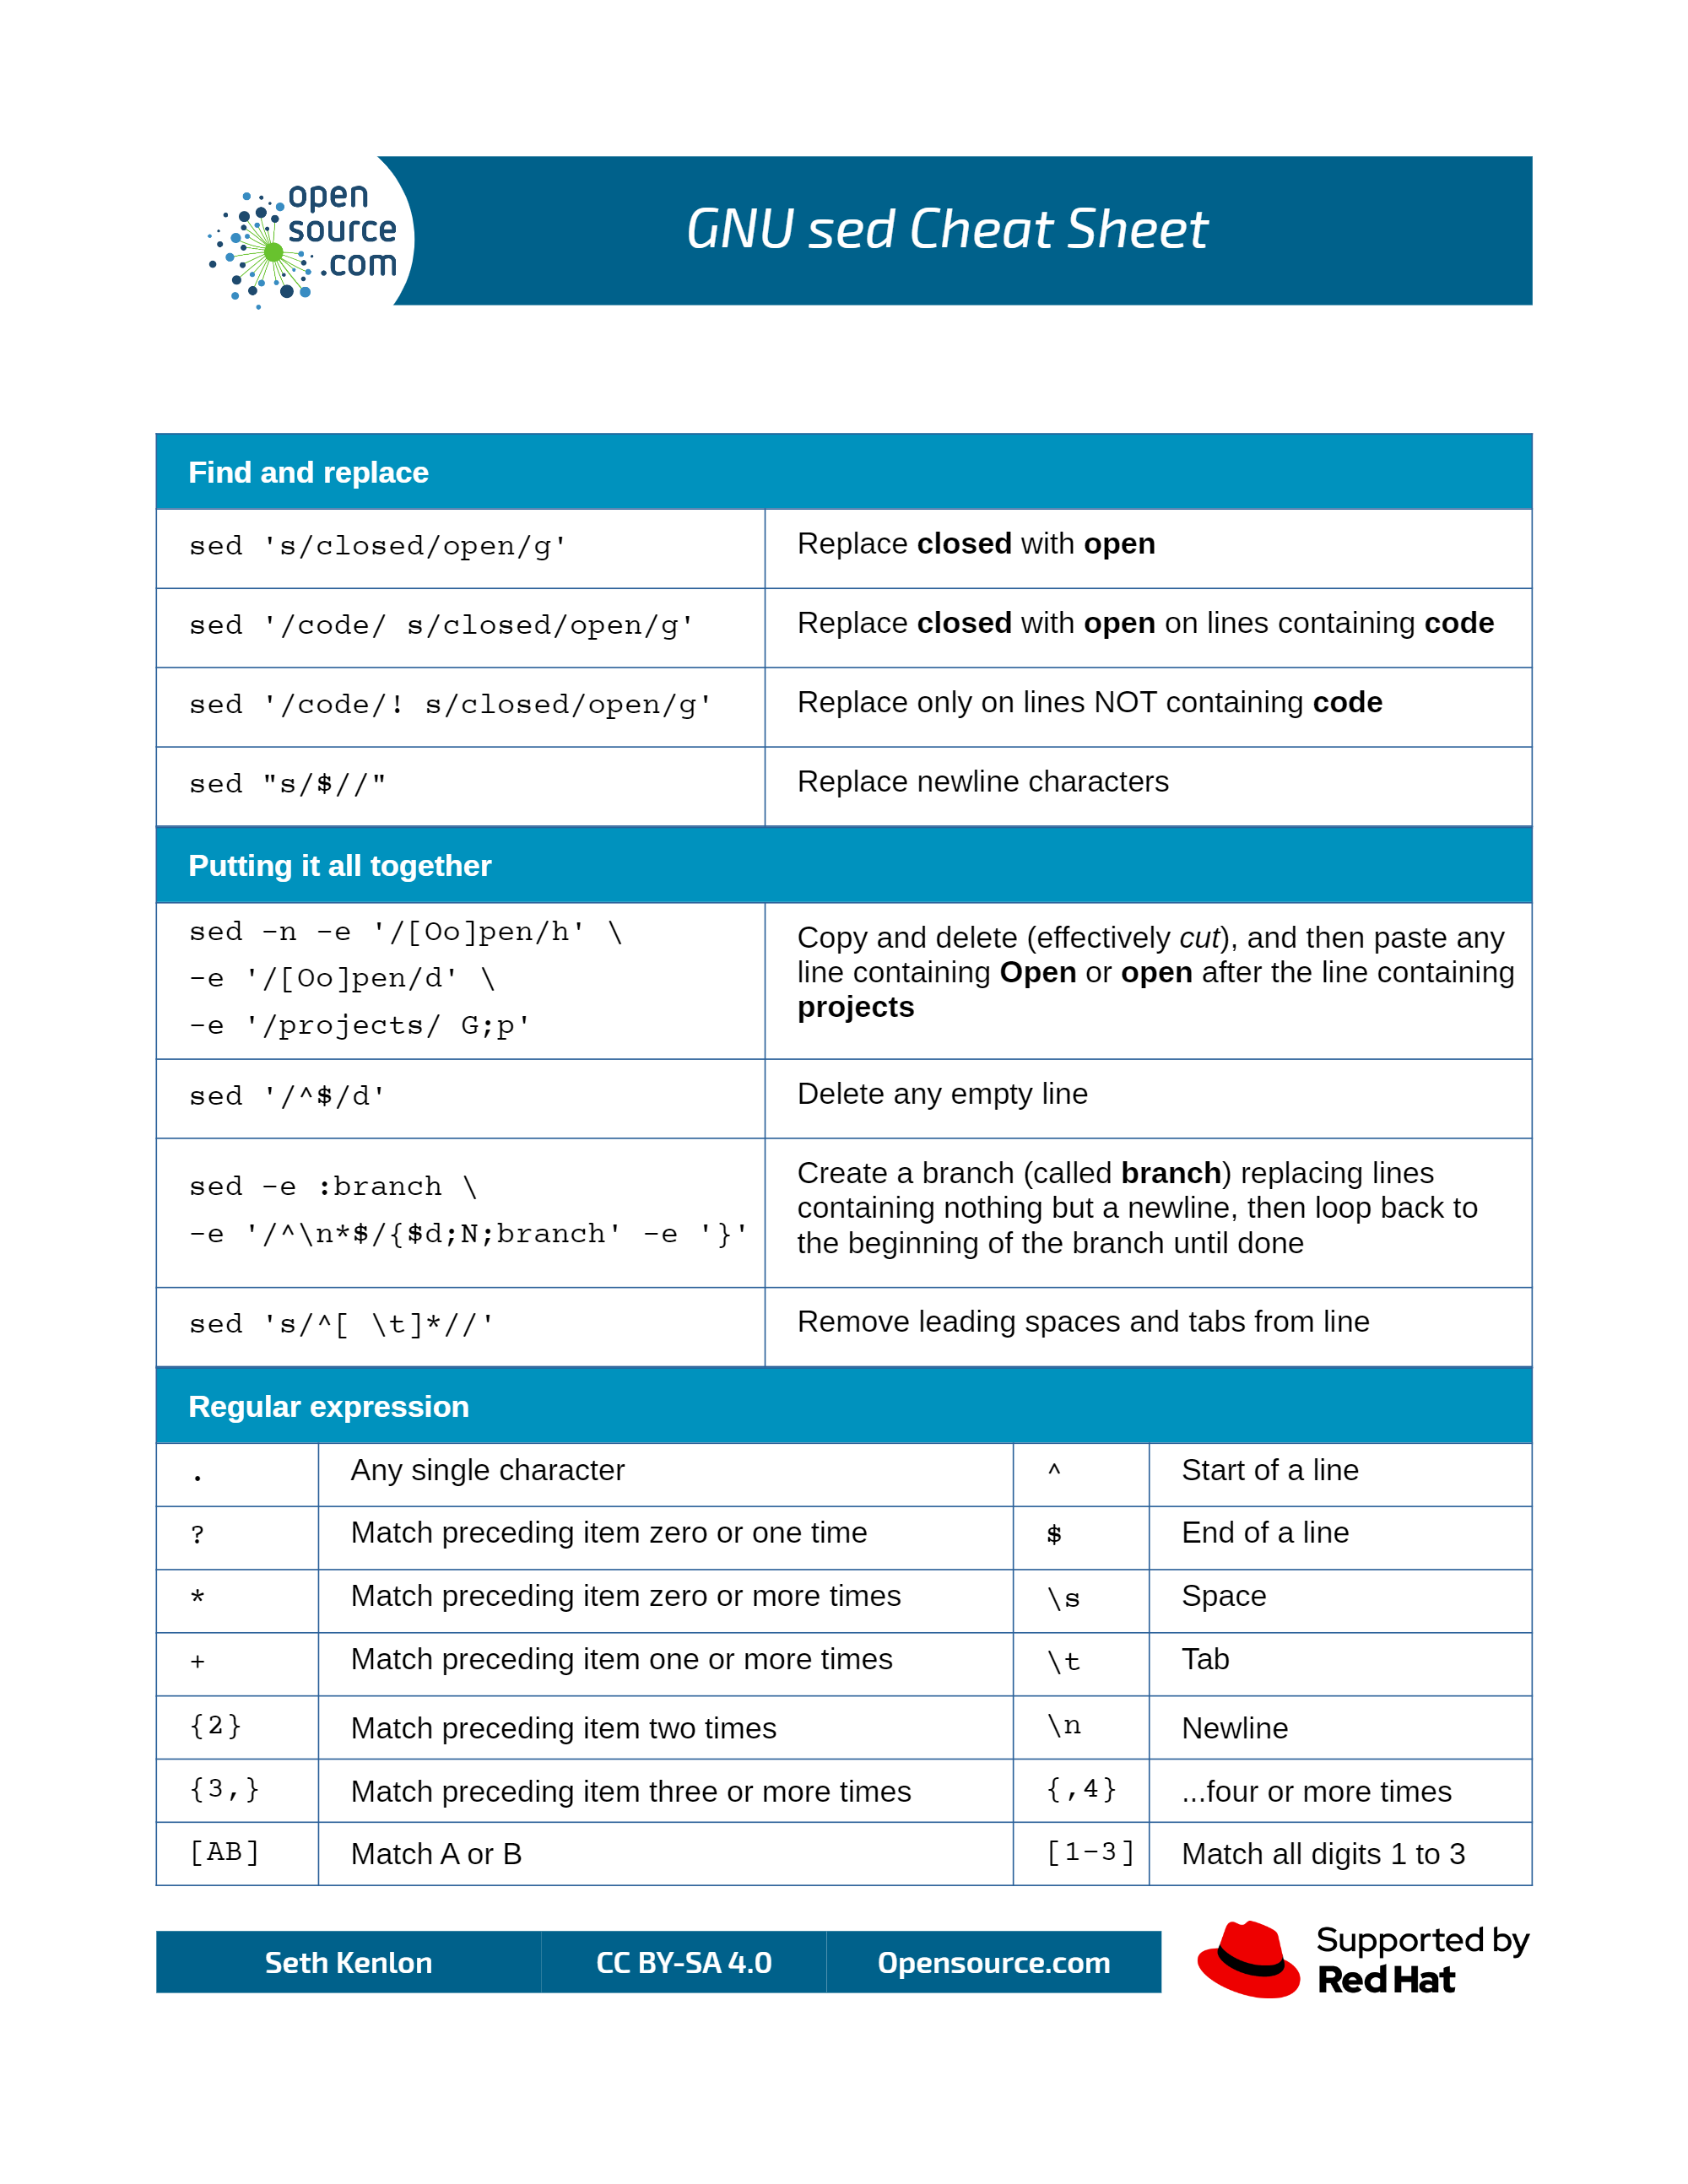 open
source
.com
GNU sed Cheat Sheet
Find and replace
sed 's/closed/open/g'
Replace closed with open
sed '/code/ s/closed/open/g'
Replace closed with open on lines containing code
sed '/code/! s/closed/open/g'
Replace only on lines NOT containing code
sed "s/$//"
Replace newline characters
Putting it all together
sed -n -e '/[Oo]pen/h' \
-e '/[Oo]pen/d' \
-e '/projects/ G;p'
Copy and delete (effectively cut), and then paste any
line containing Open or open after the line containing
projects
sed '/^$/d'
Delete any empty line
sed -e :branch \
-e '/^\n*$/{$d;N;branch' -e '}'
Create a branch (called branch) replacing lines
containing nothing but a newline, then loop back to
the beginning of the branch until done
sed 's/^[ \t]*//'
Remove leading spaces and tabs from line
Regular expression
. Any single character ^ Start of a line
? Match preceding item zero or one time $ End of a line
* Match preceding item zero or more times \s Space
+ Match preceding item one or more times \t Tab
{2} Match preceding item two times \n Newline
{3,} Match preceding item three or more times {,4} ...four or more times
[AB] Match A or B [1-3] Match all digits 1 to 3
Seth Kenlon CC BY-SA 4.0 Opensource.com
Supported by
Red Hat